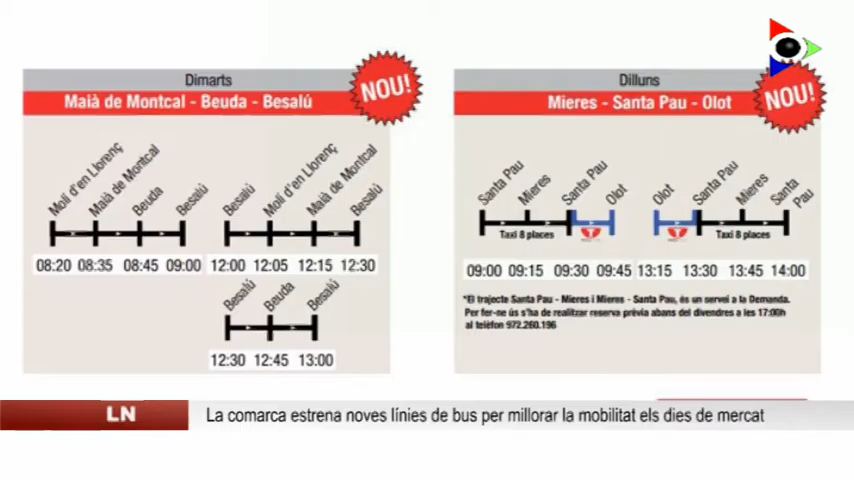 Dimarts
NOU!
Maià de Montcal - Beuda - Besalú
Molí d'en Llorenç
Maià de Montcal
Beuda
Besalú
Besalú
Molí d'en Llorenç
Maià de Montcal
Besalú
08:20 08:35 08:45 09:00
12:00 12:05 12:15 12:30
Besalú
Beuda
Besalú
12:30 12:45 13:00
Dilluns
NOU!
Mieres - Santa Pau - Olot
Santa Pau
Mieres
Santa Pau
Olot
Olot
Santa Pau
Mieres
Santa Pau
Taxi 8 places
Taxi 8 places
09:00 09:15 09:30 09:45 13:15 13:30 13:45 14:00
*El trajecte Santa Pau - Mieres i Mieres - Santa Pau, és un servei a la Demanda.
Per fer-ne ús s'ha de realitzar reserva prèvia abans del divendres a les 17:00h
al telèfon 972.260.196
LN
La comarca estrena noves línies de bus per millorar la mobilitat els dies de mercat